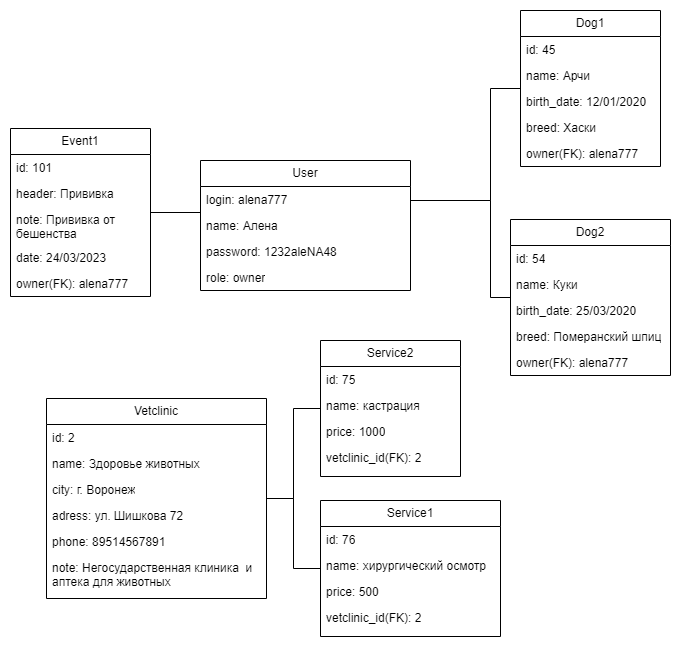 Dog1
id: 45
name: Арчи
birth_date: 12/01/2020
breed: Хаски
owner(FK): alena777
Event1
id: 101
header: Прививка
note: Прививка от
бешенства
date: 24/03/2023
owner(FK): alena777
User
login: alena777
name: Алена
password: 1232aleNA48
role: owner
Dog2
id: 54
name: Куки
birth_date: 25/03/2020
breed: Померанский шпиц
owner(FK): alena777
Service2
id: 75
name: кастрация
price: 1000
vetclinic_id(FK): 2
Vetclinic
id: 2
name: Здоровье животных
city: г. Воронеж
adress: ул. Шишкова 72
phone: 89514567891
note: Негосударственная клиника и
аптека для животных
Service1
id: 76
name: хирургический осмотр
price: 500
vetclinic_id(FK): 2